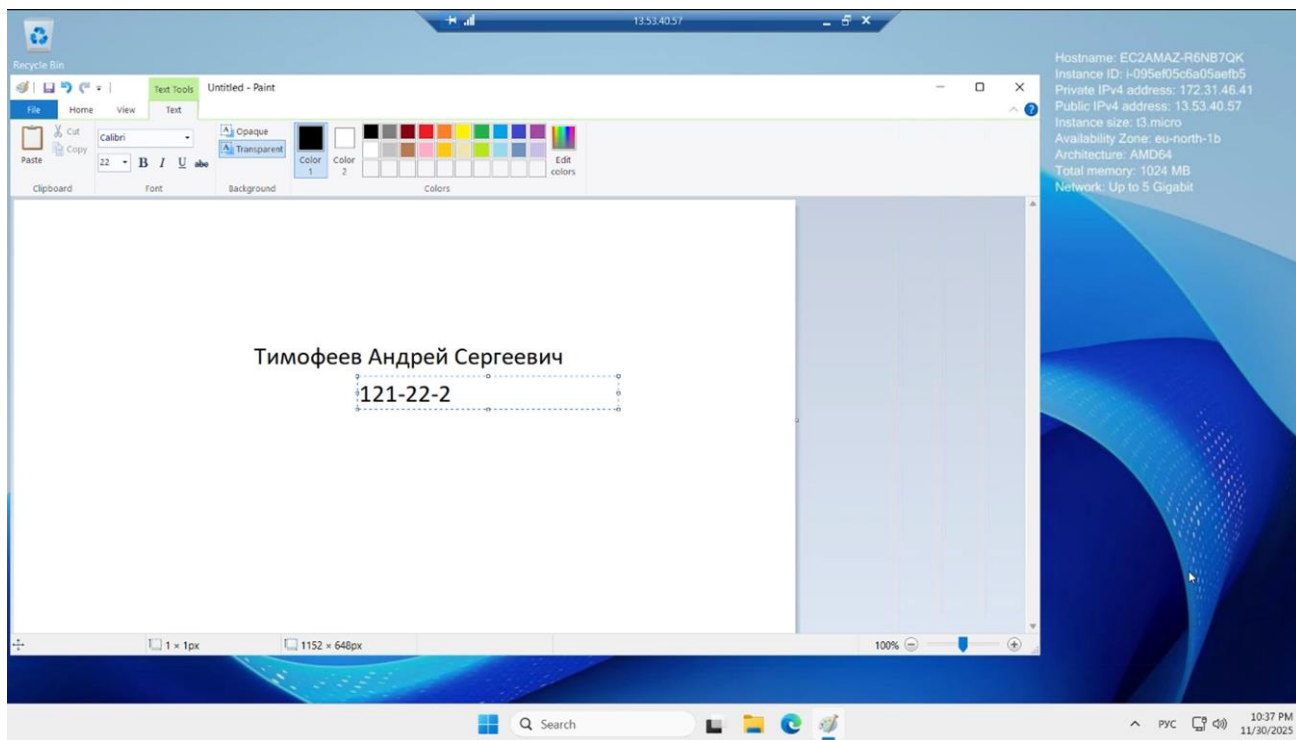 13.53.40.57
Recycle Bin
Hostname: EC2AMAZ-R6NB7QK
Instance ID: i-095ef05c6a05aefb5
Private IPv4 address: 172.31.46.41
Public IPv4 address: 13.53.40.57
Instance size: t3.micro
Availability Zone: eu-north-1b
Architecture: AMD64
Total memory: 1024 MB
Network: Up to 5 Gigabit
Text Tools Untitled - Paint
File Home View Text
Paste Cut Copy
Calibri
22 B I U abc
Opaque
Transparent
Color 1 Color 2 Edit colors
Clipboard Font Background Colors
Тимофеев Андрей Сергеевич
121-22-2
1 × 1px 1152 × 648px 100%
Search
РУС 10:37 PM
11/30/2025